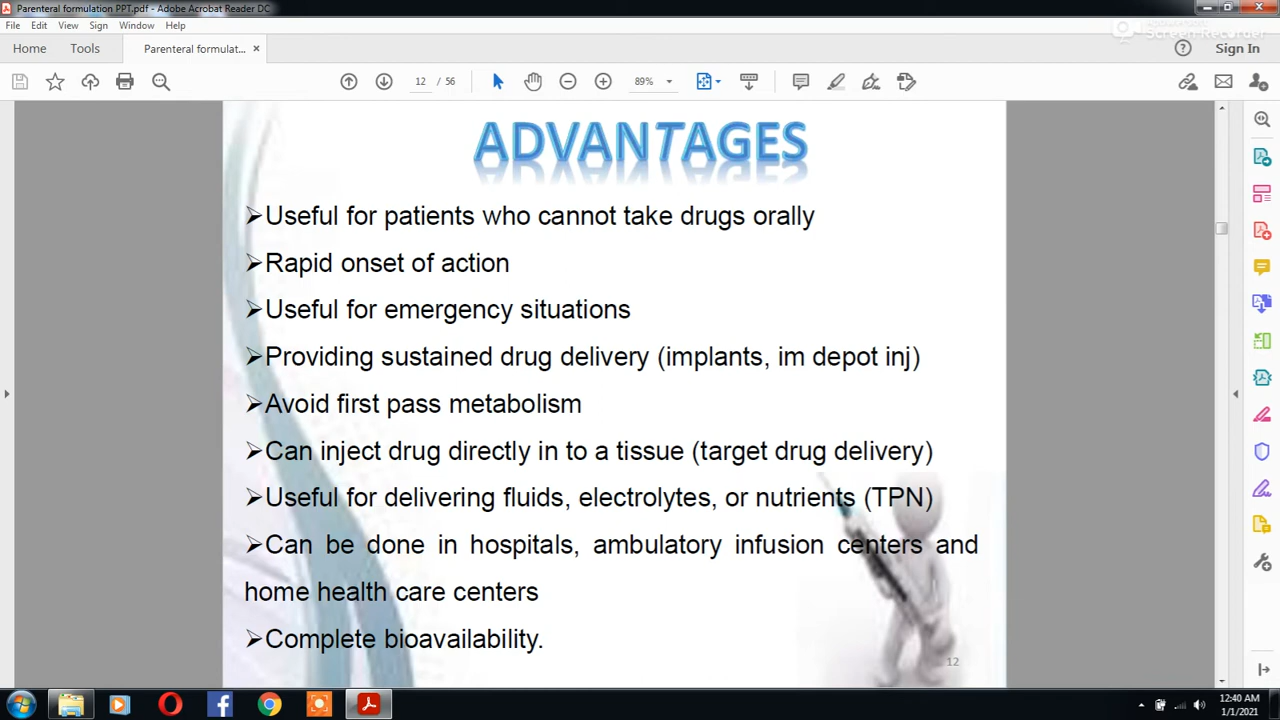 Parenteral formulation PPT.pdf - Adobe Acrobat Reader DC
File Edit View Sign Window Help
Home Tools Parenteral formulat... × Sign In
12 / 56 89%
ADVANTAGES
➢Useful for patients who cannot take drugs orally
➢Rapid onset of action
➢Useful for emergency situations
➢Providing sustained drug delivery (implants, im depot inj)
➢Avoid first pass metabolism
➢Can inject drug directly in to a tissue (target drug delivery)
➢Useful for delivering fluids, electrolytes, or nutrients (TPN)
➢Can be done in hospitals, ambulatory infusion centers and
home health care centers
➢Complete bioavailability.
12
12:40 AM
1/1/2021